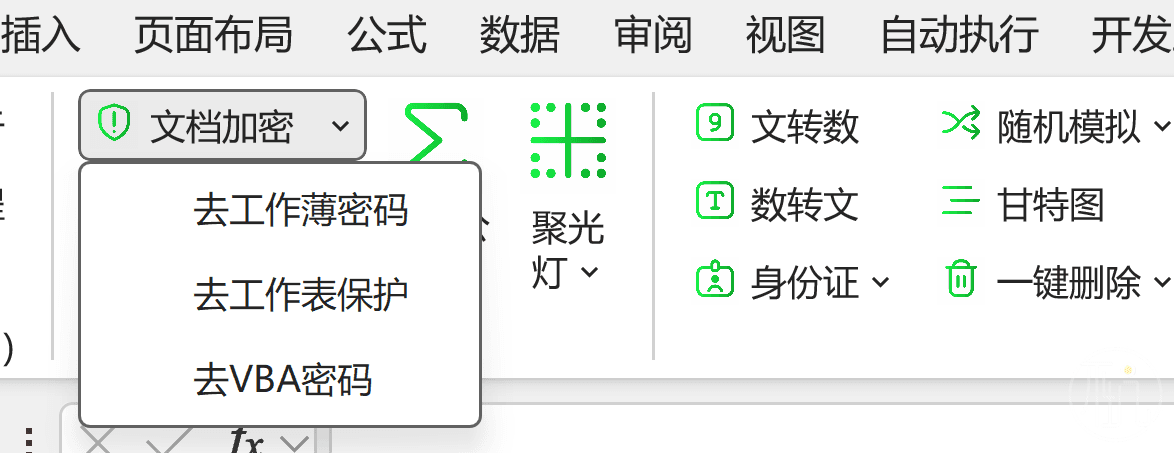 插入 页面布局 公式 数据 审阅 视图 自动执行 开发
文档加密
去工作薄密码
去工作表保护
去VBA密码
聚光
灯
文转数
数转文
身份证
随机模拟
甘特图
一键删除
)
fx